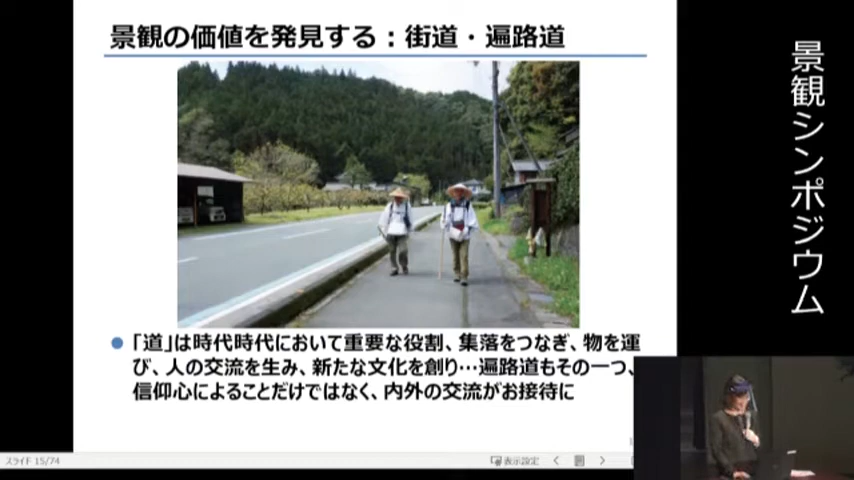 景観の価値を発見する：街道・遍路道
「道」は時代時代において重要な役割、集落をつなぎ、物を運
び、人の交流を生み、新たな文化を創り…遍路道もその一つ、
信仰心によることだけではなく、内外の交流がお接待に
景観シンポジウム
スライド 15/74
表示設定